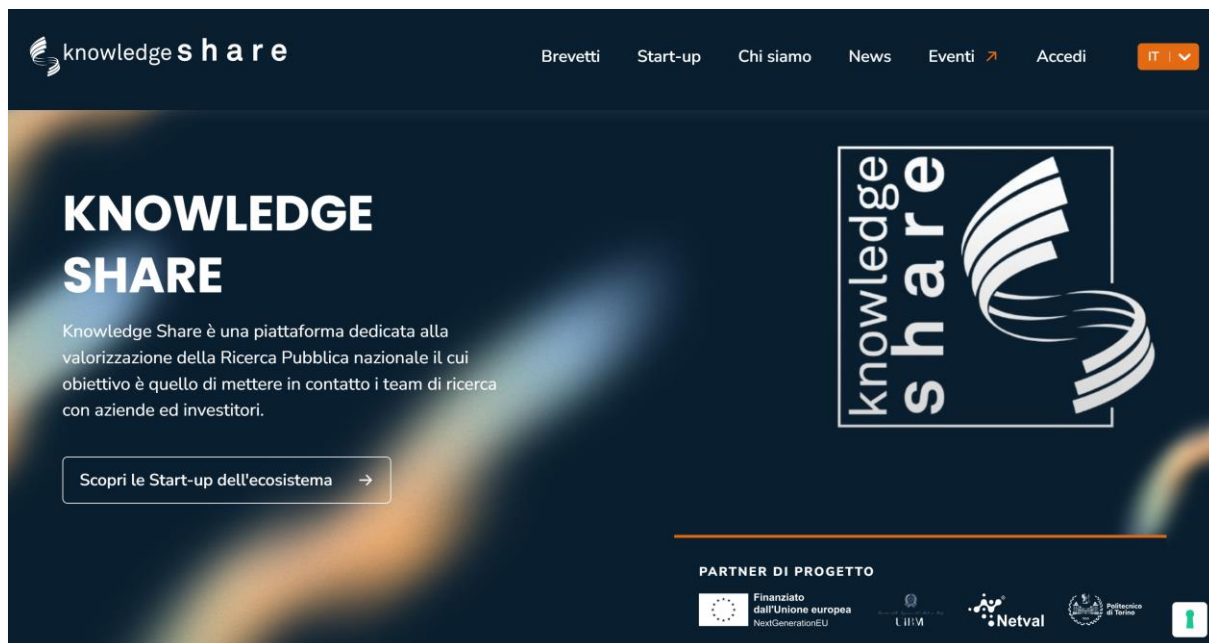 knowledge share
Brevetti Start-up Chi siamo News Eventi ↗ Accedi IT
KNOWLEDGE
SHARE
Knowledge Share è una piattaforma dedicata alla
valorizzazione della Ricerca Pubblica nazionale il cui
obiettivo è quello di mettere in contatto i team di ricerca
con aziende ed investitori.
Scopri le Start-up dell'ecosistema →
knowledge
share
PARTNER DI PROGETTO
Finanziato
dall'Unione europea
NextGenerationEU
UIBM
Netval
Politecnico
di Torino